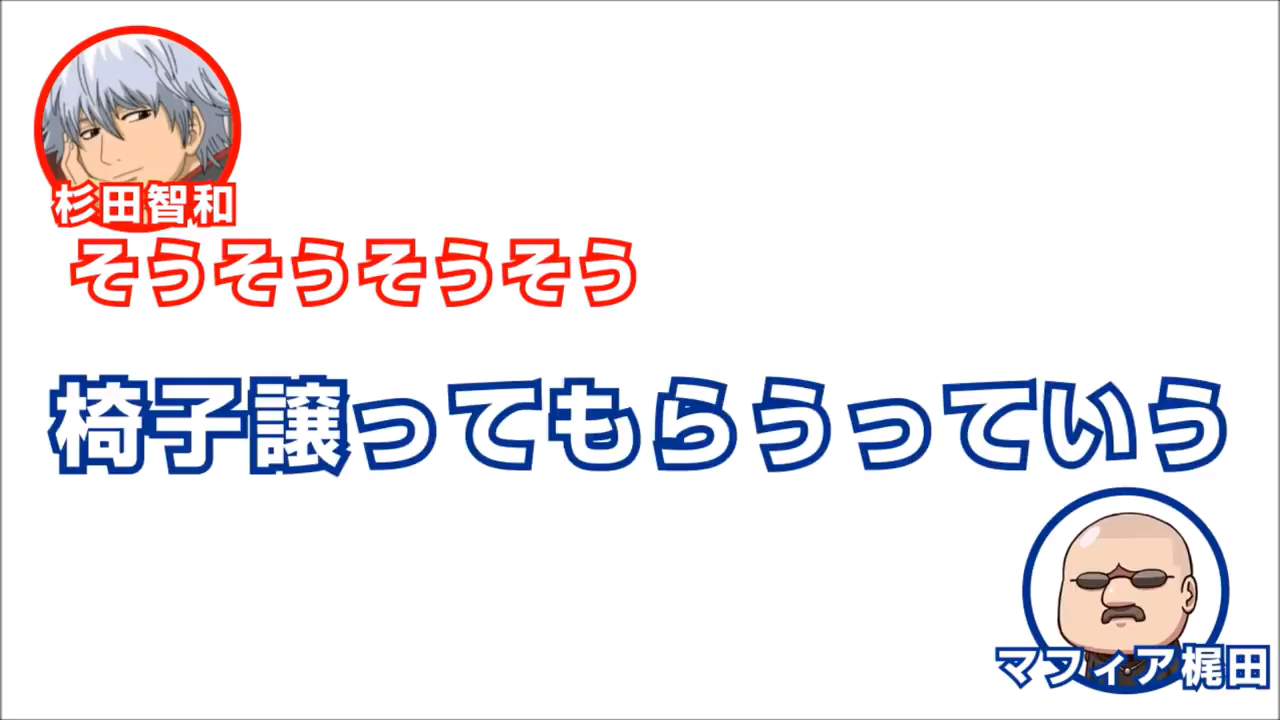 杉田智和
そうそうそうそう
椅子譲ってもらうっていう
マフィア梶田